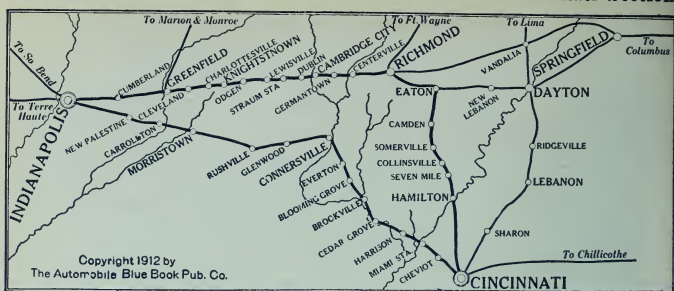 To Marion & Monroe
To Ft. Wayne
To Lima
To Columbus
To So. Bend
To Terre Haute
INDIANAPOLIS
CUMBERLAND
GREENFIELD
CLEVELAND
CHARLOTTESVILLE
KNIGHTSTNOWN
OGDEN
LEWISVILLE
STRAUM STA.
DUBLIN
CAMBRIDGE CITY
GERMANTOWN
CENTERVILLE
RICHMOND
EATON
NEW LEBANON
VANDALIA
DAYTON
SPRINGFIELD
NEW PALESTINE
CARROLLTON
MORRISTOWN
RUSHVILLE
GLENWOOD
CONNERSVILLE
EVERTON
BLOOMING GROVE
BROCKVILLE
CEDAR GROVE
HARRISON
MIAMI STA.
CHEVIOT
CAMDEN
SOMERVILLE
COLLINSVILLE
SEVEN MILE
HAMILTON
RIDGEVILLE
LEBANON
SHARON
To Chillicothe
CINCINNATI
Copyright 1912 by
The Automobile Blue Book Pub. Co.